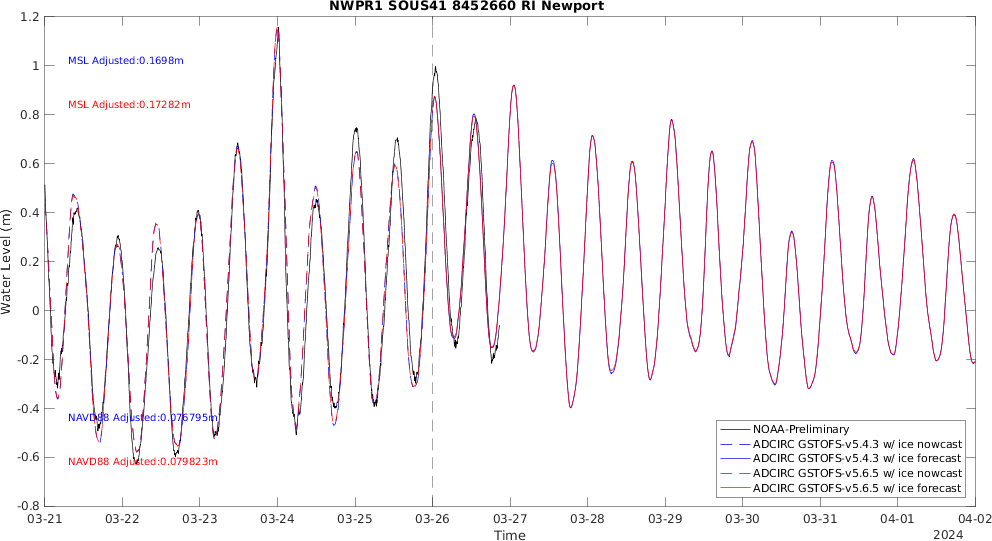 NWPR1 SOUS41 8452660 RI Newport
1.2
1
0.8
0.6
0.4
0.2
0
-0.2
-0.4
-0.6
-0.8
Water Level (m)
MSL Adjusted:0.1698m
MSL Adjusted:0.17282m
NAVD88 Adjusted:0.076795m
NAVD88 Adjusted:0.079823m
NOAA-Preliminary
ADCIRC GSTOFS-v5.4.3 w/ ice nowcast
ADCIRC GSTOFS-v5.4.3 w/ ice forecast
ADCIRC GSTOFS-v5.6.5 w/ ice nowcast
ADCIRC GSTOFS-v5.6.5 w/ ice forecast
03-21 03-22 03-23 03-24 03-25 03-26 03-27 03-28 03-29 03-30 03-31 04-01 04-02
Time
2024